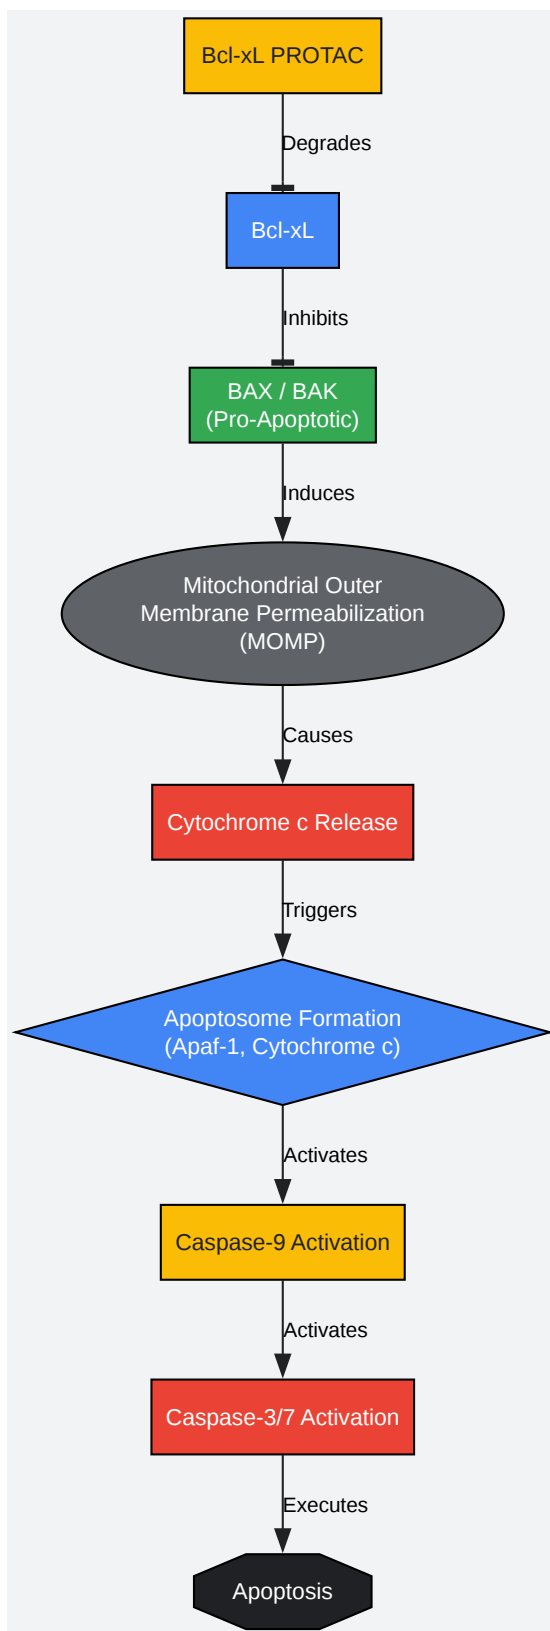 Bcl-xL PROTAC
Degrades
Bcl-xL
Inhibits
BAX / BAK
(Pro-Apoptotic)
Induces
Mitochondrial Outer
Membrane Permeabilization
(MOMP)
Causes
Cytochrome c Release
Triggers
Apoptosome Formation
(Apaf-1, Cytochrome c)
Activates
Caspase-9 Activation
Activates
Caspase-3/7 Activation
Executes
Apoptosis